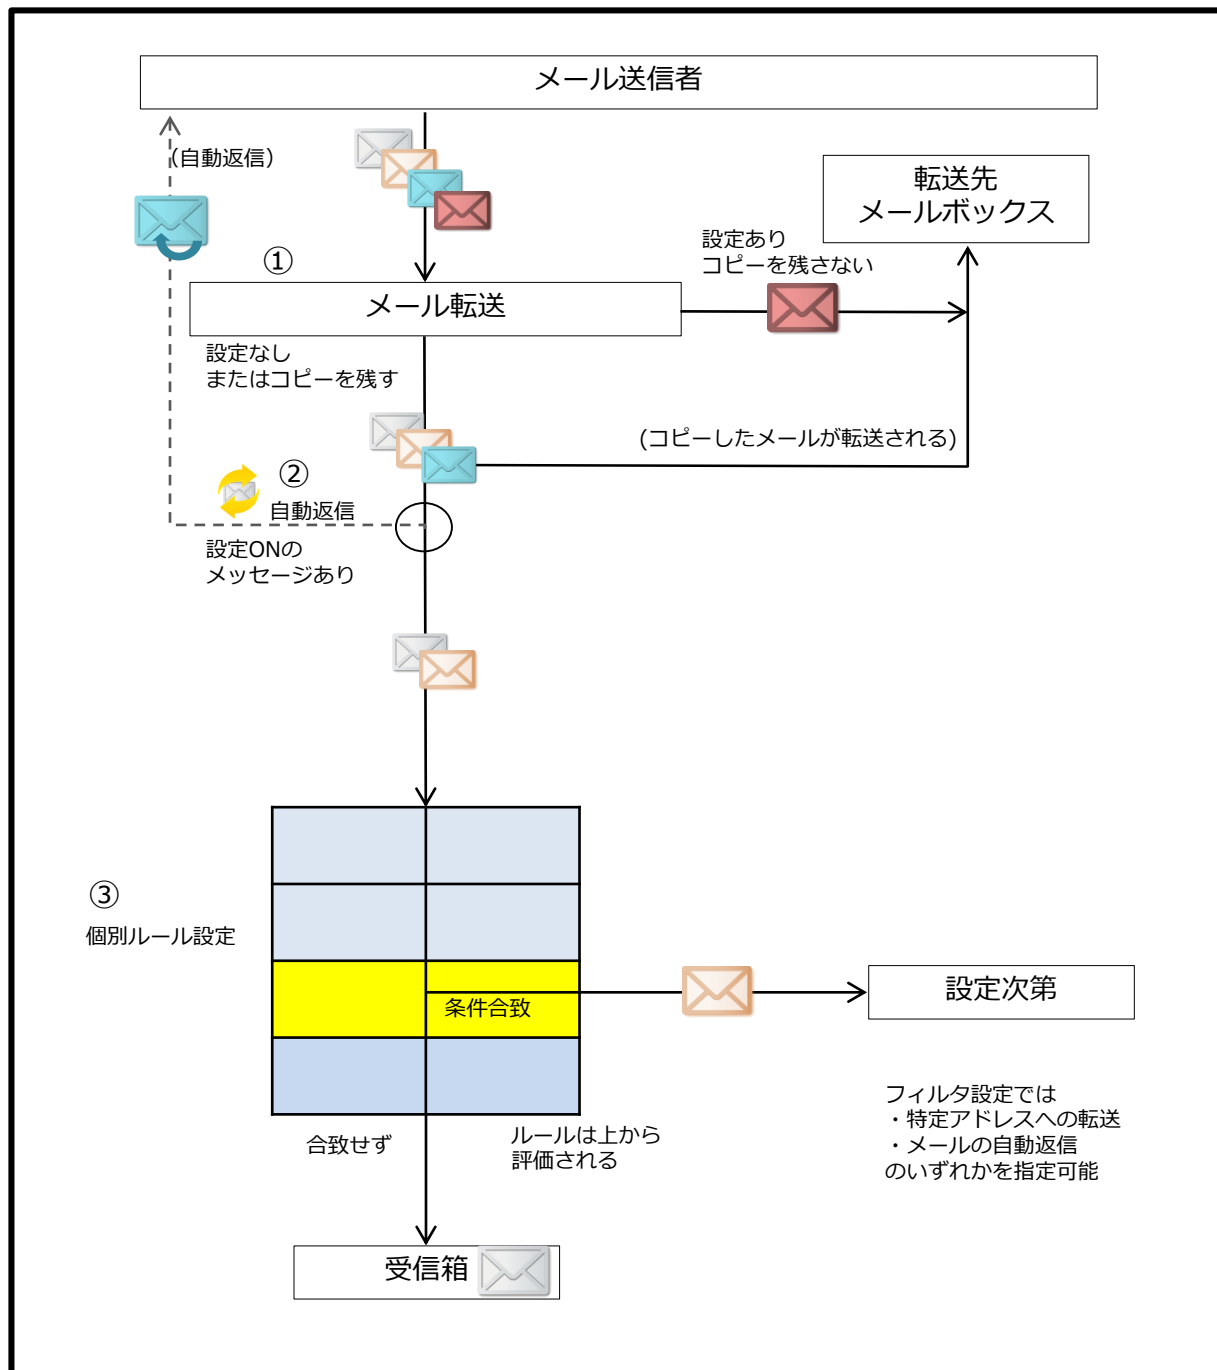 メール送信者
(自動返信)
転送先
メールボックス
設定あり
コピーを残さない
①
メール転送
設定なし
またはコピーを残す
(コピーしたメールが転送される)
②
自動返信
設定ONの
メッセージあり
③
個別ルール設定
条件合致
設定次第
フィルタ設定では
・特定アドレスへの転送
・メールの自動返信
のいずれかを指定可能
合致せず
ルールは上から
評価される
受信箱